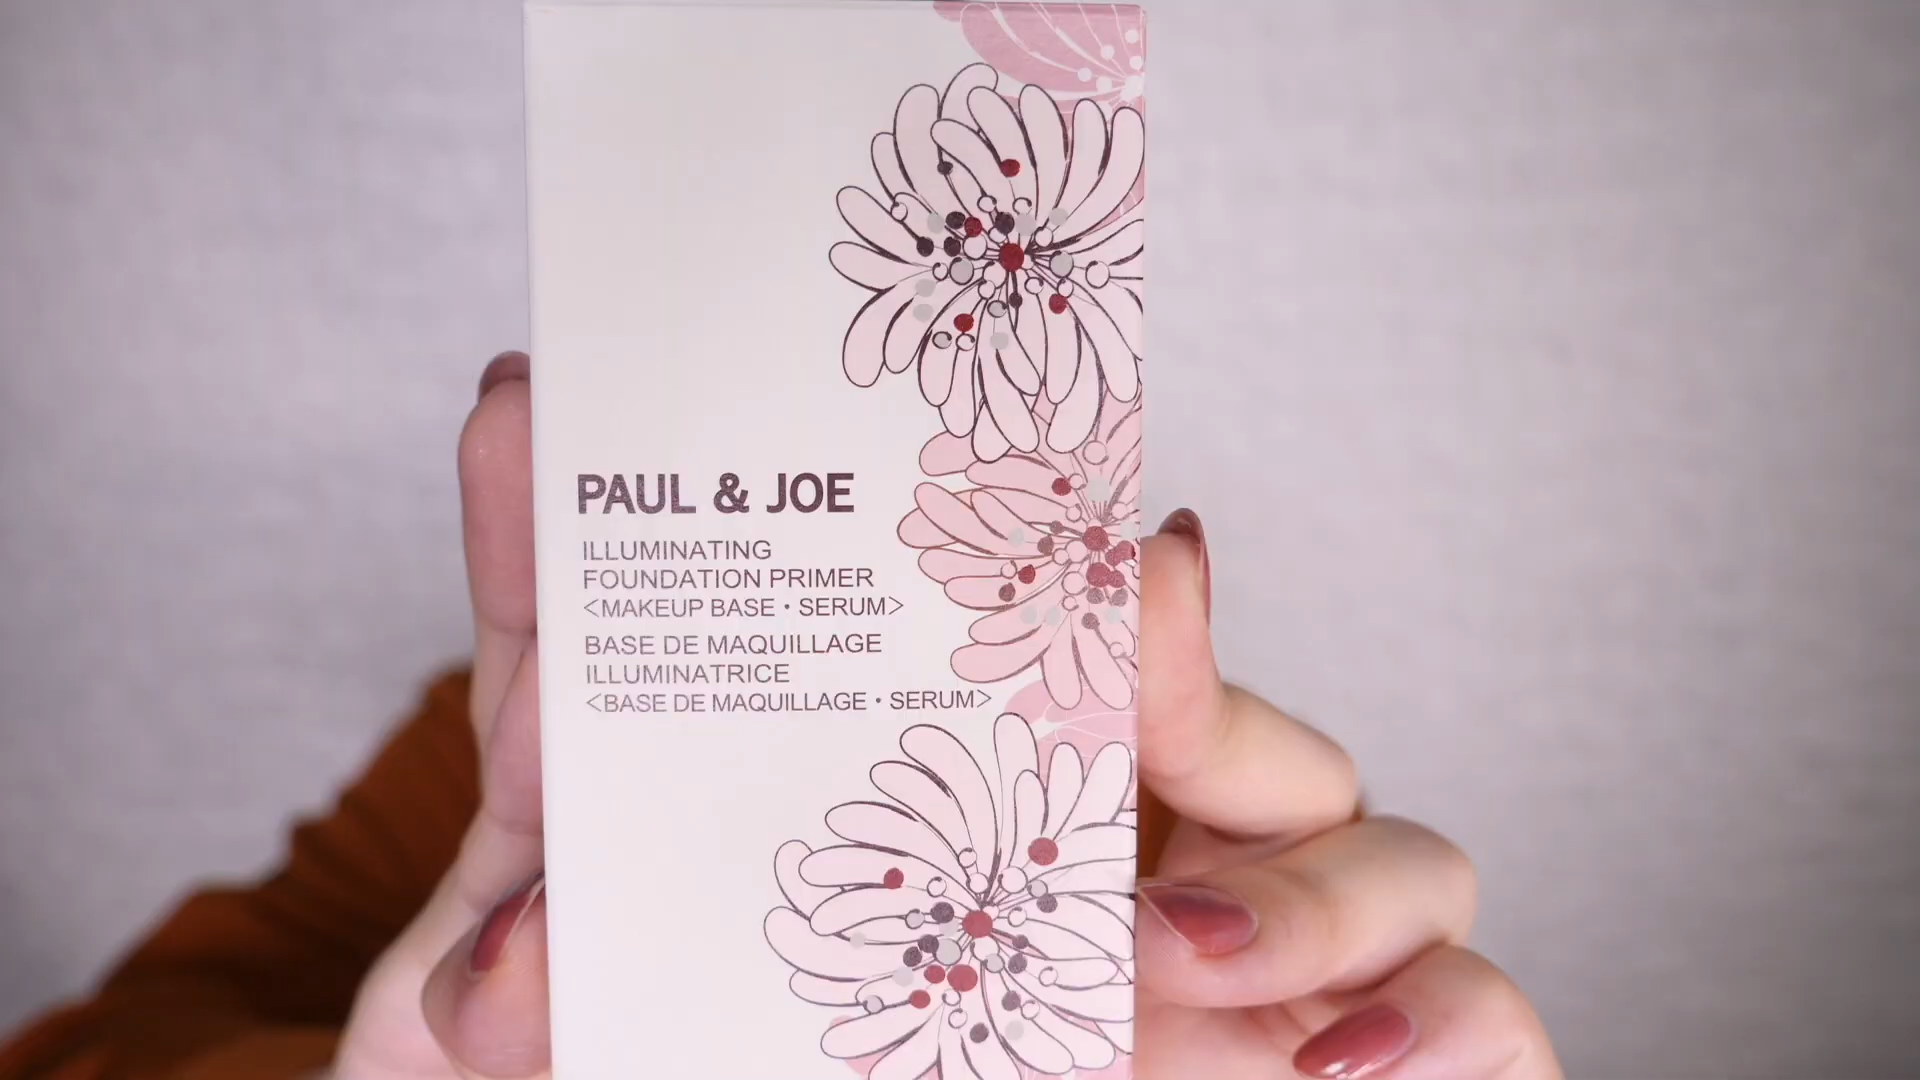 PAUL & JOE
ILLUMINATING
FOUNDATION PRIMER
<MAKEUP BASE・SERUM>
BASE DE MAQUILLAGE
ILLUMINATRICE
<BASE DE MAQUILLAGE・SERUM>